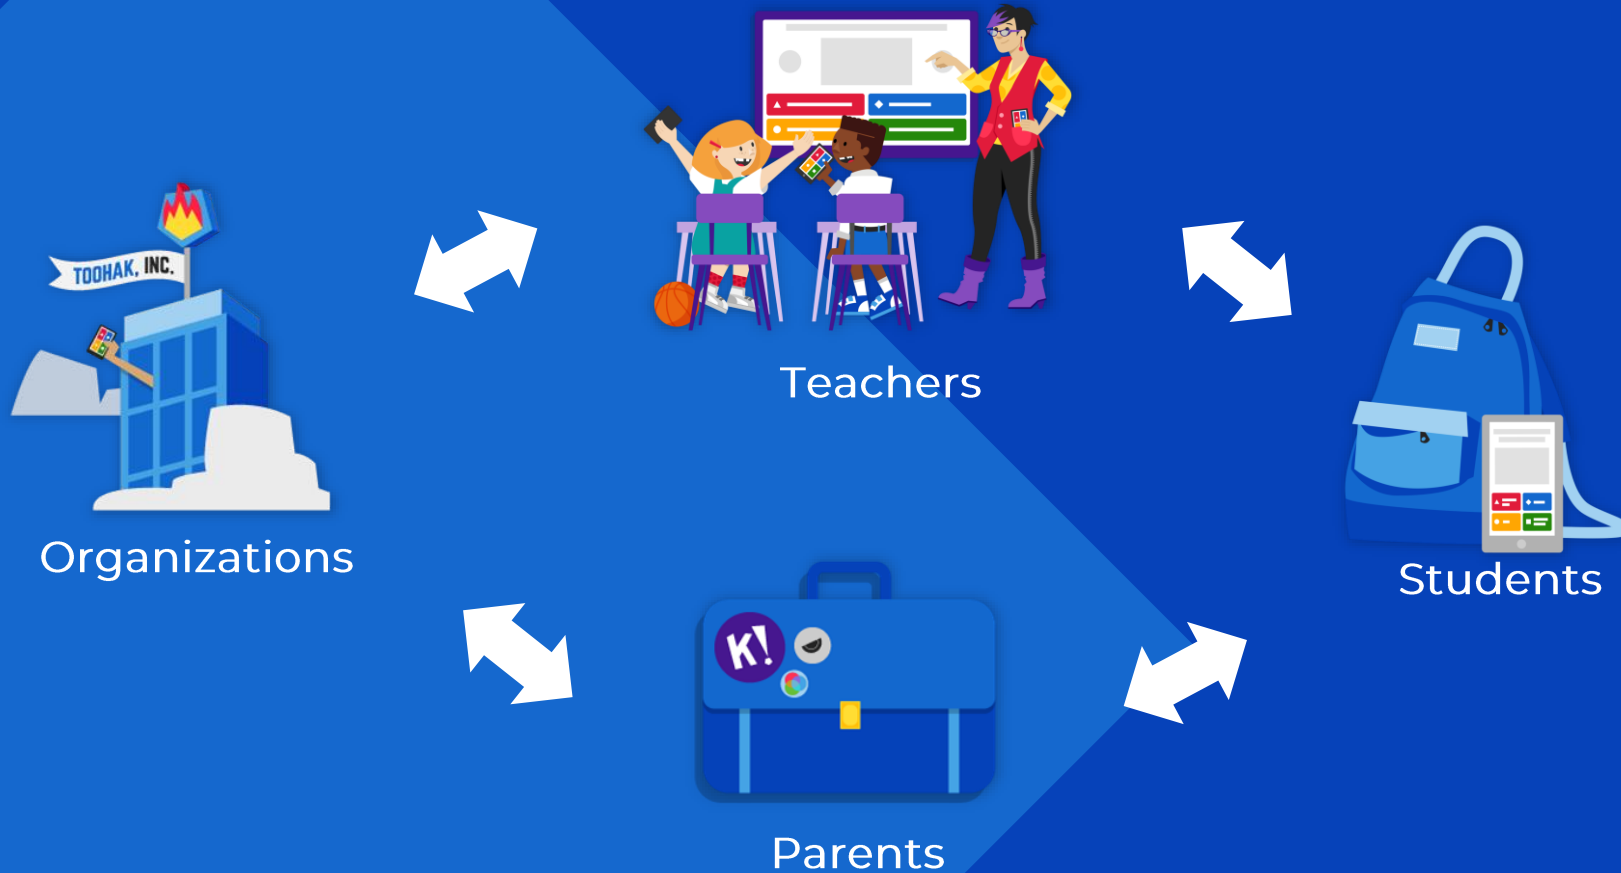 TOOHAK, INC.
Teachers
Organizations
Students
K!
Parents